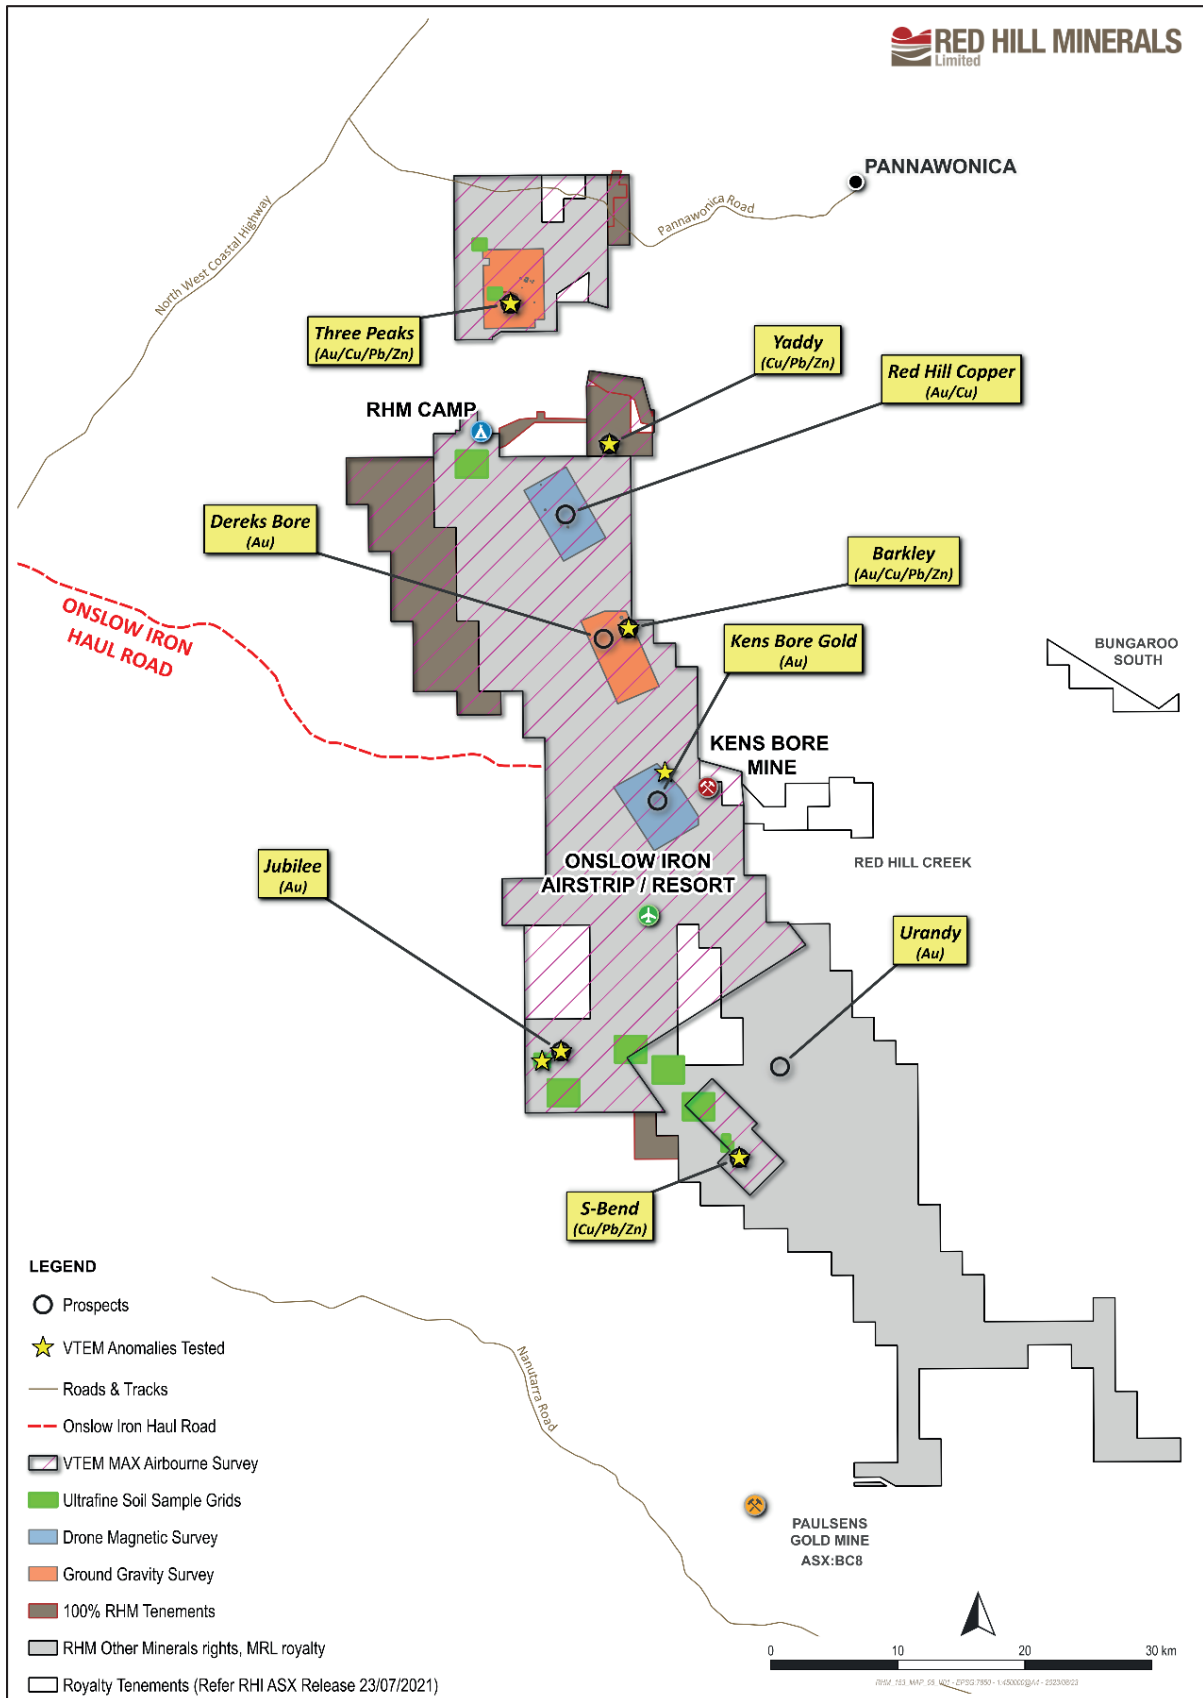 RED HILL MINERALS
Limited
PANNAWONICA
Pannawonica Road
North West Coastal Highway
Three Peaks
(Au/Cu/Pb/Zn)
Yaddy
(Cu/Pb/Zn)
Red Hill Copper
(Au/Cu)
RHM CAMP
Dereks Bore
(Au)
Barkley
(Au/Cu/Pb/Zn)
ONSLOW IRON
HAUL ROAD
Kens Bore Gold
(Au)
BUNGAROO
SOUTH
KENS BORE
MINE
RED HILL CREEK
Jubilee
(Au)
ONSLOW IRON
AIRSTRIP / RESORT
Urandy
(Au)
S-Bend
(Cu/Pb/Zn)
Nanutarra Road
PAULSENS
GOLD MINE
ASX:BC8
LEGEND
Prospects
VTEM Anomalies Tested
Roads & Tracks
Onslow Iron Haul Road
VTEM MAX Airbourne Survey
Ultrafine Soil Sample Grids
Drone Magnetic Survey
Ground Gravity Survey
100% RHM Tenements
RHM Other Minerals rights, MRL royalty
Royalty Tenements (Refer RHI ASX Release 23/07/2021)
0 10 20 30 km